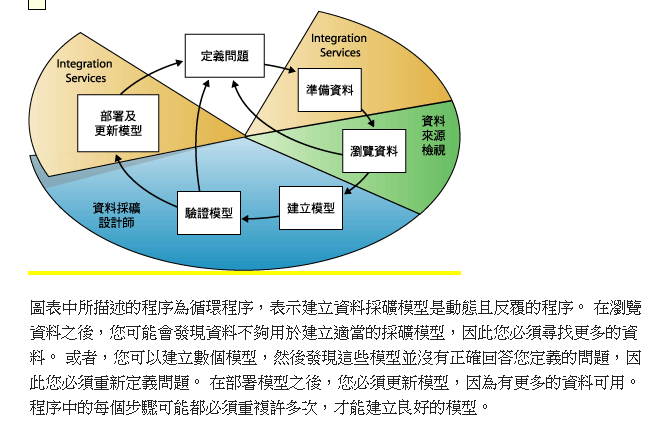 Integration
Services
定義問題
Integration
Services
準備資料
部署及
更新模型
資料
來源
檢視
瀏覽資料
資料採礦
設計師
驗證模型
建立模型
圖表中所描述的程序為循環程序，表示建立資料採礦模型是動態且反覆的程序。 在瀏覽
資料之後，您可能會發現資料不夠用於建立適當的採礦模型，因此您必須尋找更多的資
料。 或者，您可以建立數個模型，然後發現這些模型並沒有正確回答您定義的問題，因
此您必須重新定義問題。 在部署模型之後，您必須更新模型，因為有更多的資料可用。
程序中的每個步驟可能都必須重複許多次，才能建立良好的模型。